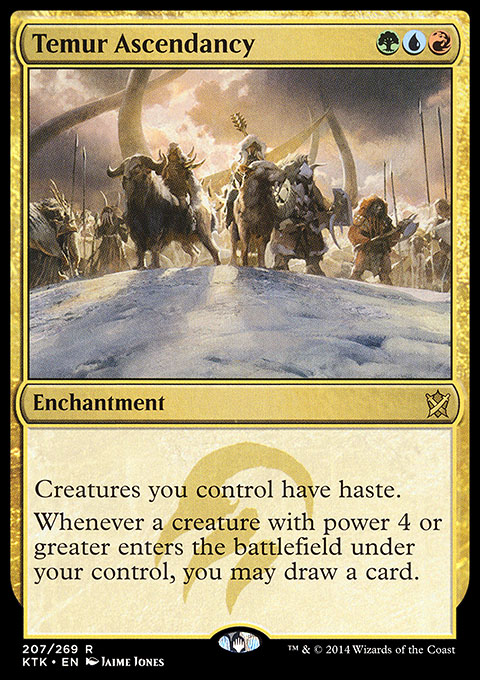 Temur Ascendancy
Enchantment
Creatures you control have haste.
Whenever a creature with power 4 or
greater enters the battlefield under
your control, you may draw a card.
207/269 R
KTK • EN Jaime Jones
™ & © 2014 Wizards of the Coast